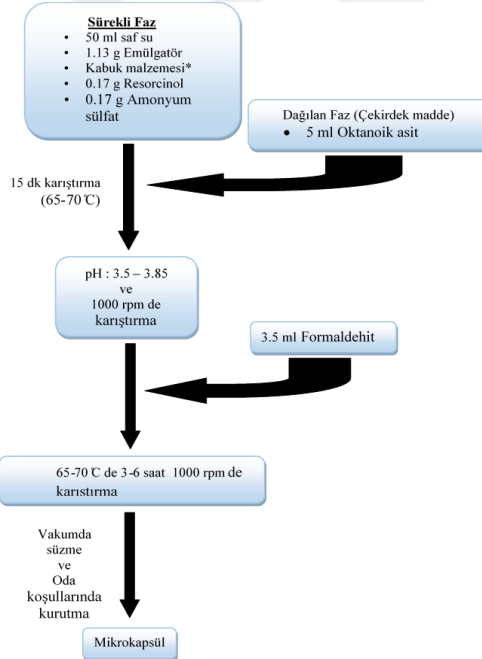 Sürekli Faz
• 50 ml saf su
• 1.13 g Emülgatör
• Kabuk malzemesi*
• 0.17 g Resorcinol
• 0.17 g Amonyum
sülfat
Dağılan Faz (Çekirdek madde)
• 5 ml Oktanoik asit
15 dk karıştırma
(65-70 ℃)
pH : 3.5 – 3.85
ve
1000 rpm de
karıştırma
3.5 ml Formaldehit
65-70 ℃ de 3-6 saat 1000 rpm de
karıstırma
Vakumda
süzme
ve
Oda
koşullarında
kurutma
Mikrokapsül